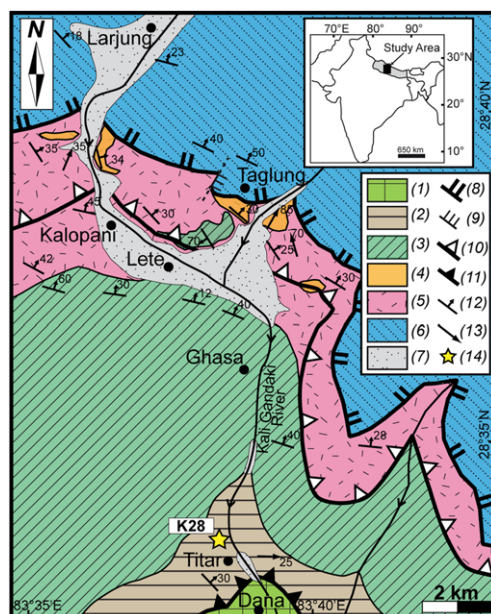 N
Larjung
18
23
70°E 80°E 90°E
Study Area
30°N
26°
20°
10°
650 km
28°40'N
35
35
34
40
50
Taglung
45
30
70
70
25
30
Kalopani
42
60
Lete
30
12
40
Ghasa
Kali Gandaki
River
40
28
28°35'N
(1) (8)
(2) (9)
(3) (10)
(4) (11)
(5) (12)
(6) (13)
(7) (14)
K28
Titar
25
30
Dana
2 km
83°35'E
83°40'E